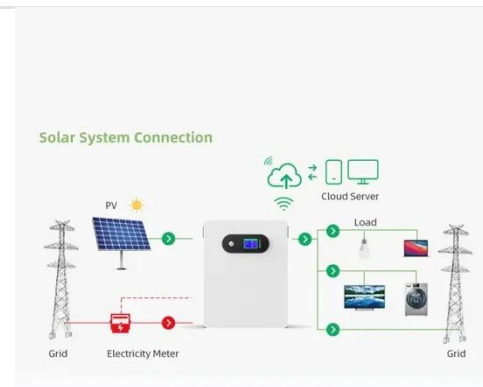 Solar System Connection
Cloud Server
PV
Load
Grid
Electricity Meter
Grid